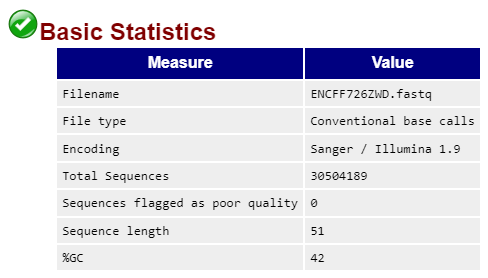 Basic Statistics
Measure Value
Filename ENCFF726ZWD.fastq
File type Conventional base calls
Encoding Sanger / Illumina 1.9
Total Sequences 30504189
Sequences flagged as poor quality 0
Sequence length 51
%GC 42